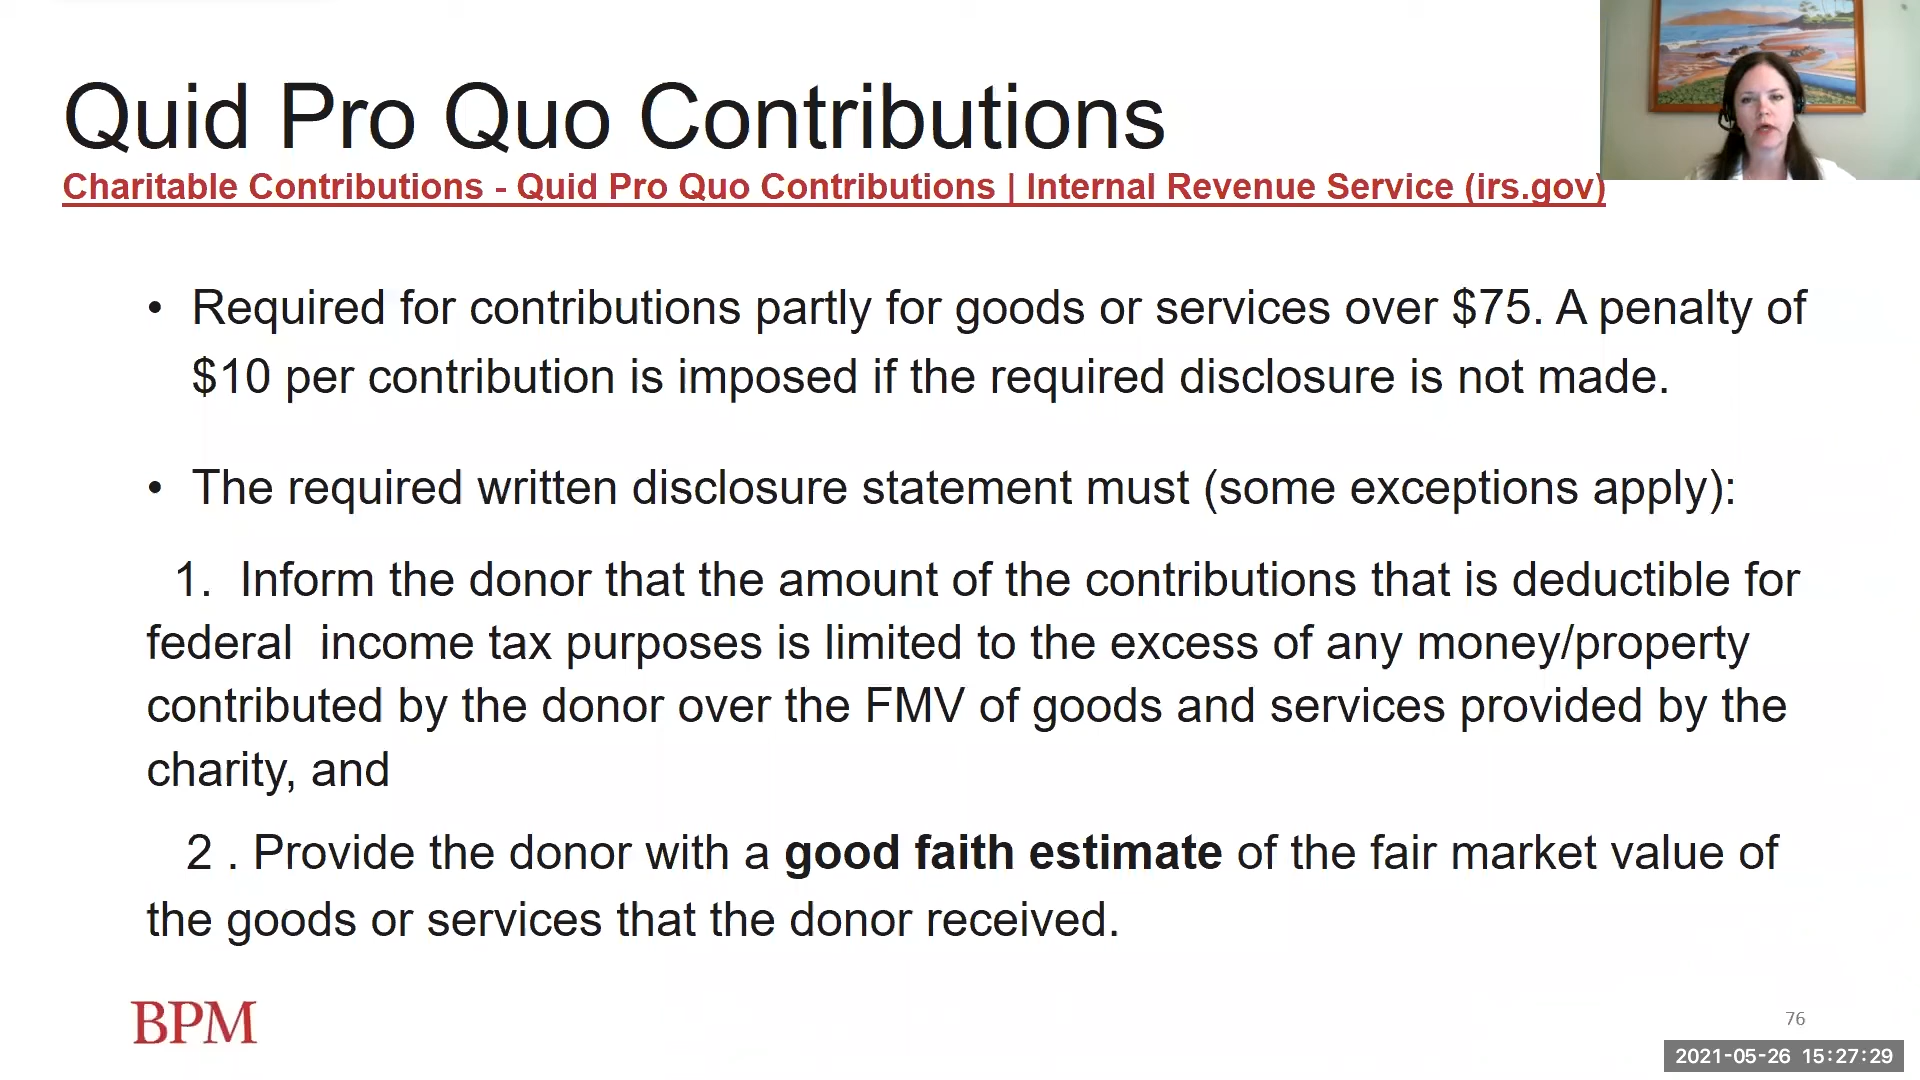 Quid Pro Quo Contributions
Charitable Contributions - Quid Pro Quo Contributions | Internal Revenue Service (irs.gov)
• Required for contributions partly for goods or services over $75. A penalty of
$10 per contribution is imposed if the required disclosure is not made.
• The required written disclosure statement must (some exceptions apply):
1. Inform the donor that the amount of the contributions that is deductible for
federal income tax purposes is limited to the excess of any money/property
contributed by the donor over the FMV of goods and services provided by the
charity, and
2 . Provide the donor with a good faith estimate of the fair market value of
the goods or services that the donor received.
BPM
76
2021-05-26 15:27:29